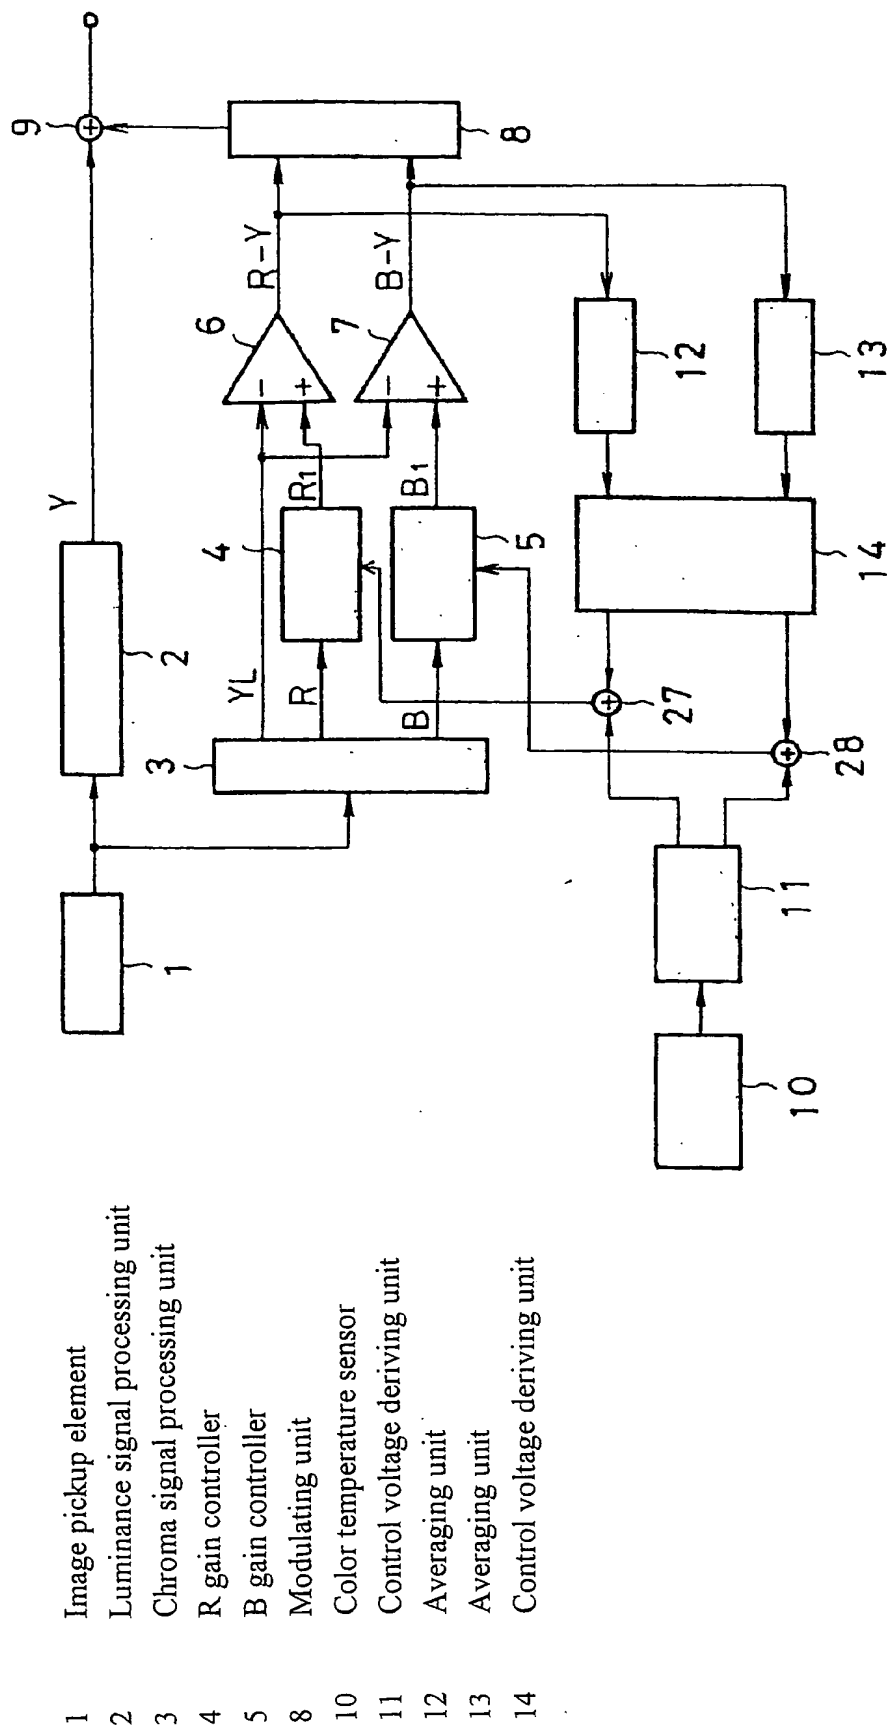 9
Y
2
1
8
R-Y
B-Y
6
7
YL
R
R1
B
B1
4
5
3
12
13
14
27
28
11
10
1 Image pickup element
2 Luminance signal processing unit
3 Chroma signal processing unit
4 R gain controller
5 B gain controller
8 Modulating unit
10 Color temperature sensor
11 Control voltage deriving unit
12 Averaging unit
13 Averaging unit
14 Control voltage deriving unit